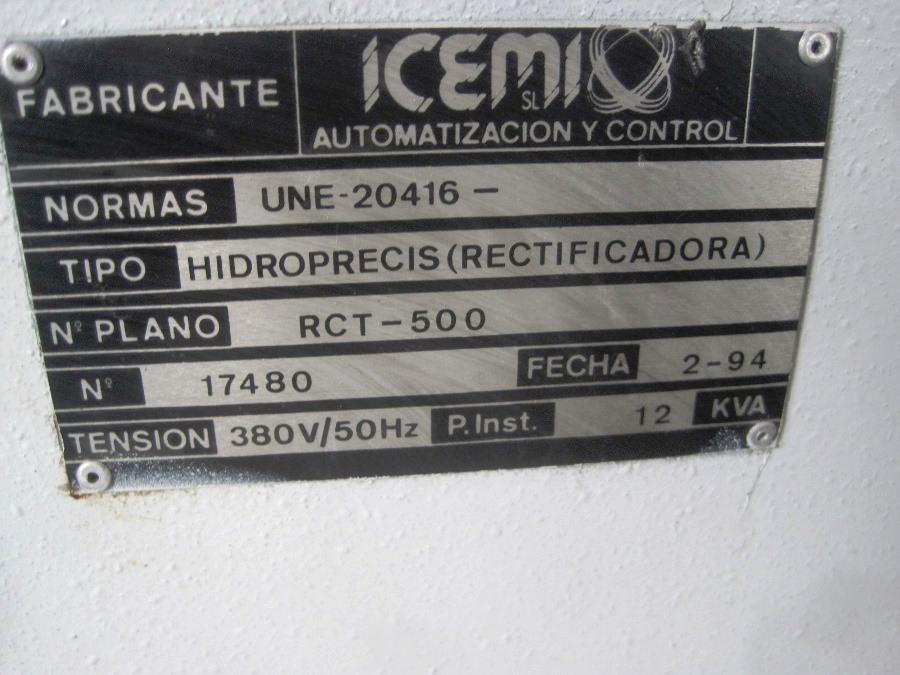 FABRICANTE ICEMI SL
AUTOMATIZACION Y CONTROL
NORMAS UNE-20416 -
TIPO HIDROPRECIS (RECTIFICADORA)
Nº PLANO RCT-500
Nº 17480 FECHA 2-94
TENSION 380V/50Hz P.Inst. 12 KVA